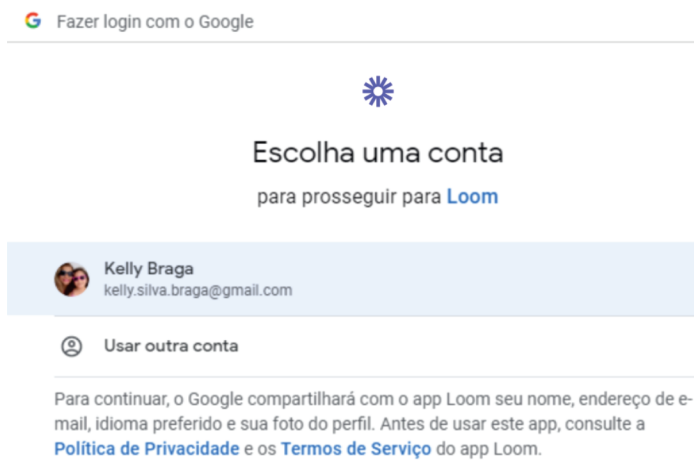 Fazer login com o Google
Escolha uma conta
para prosseguir para Loom
Kelly Braga
kelly.silva.braga@gmail.com
Usar outra conta
Para continuar, o Google compartilhará com o app Loom seu nome, endereço de e-
mail, idioma preferido e sua foto do perfil. Antes de usar este app, consulte a
Política de Privacidade e os Termos de Serviço do app Loom.